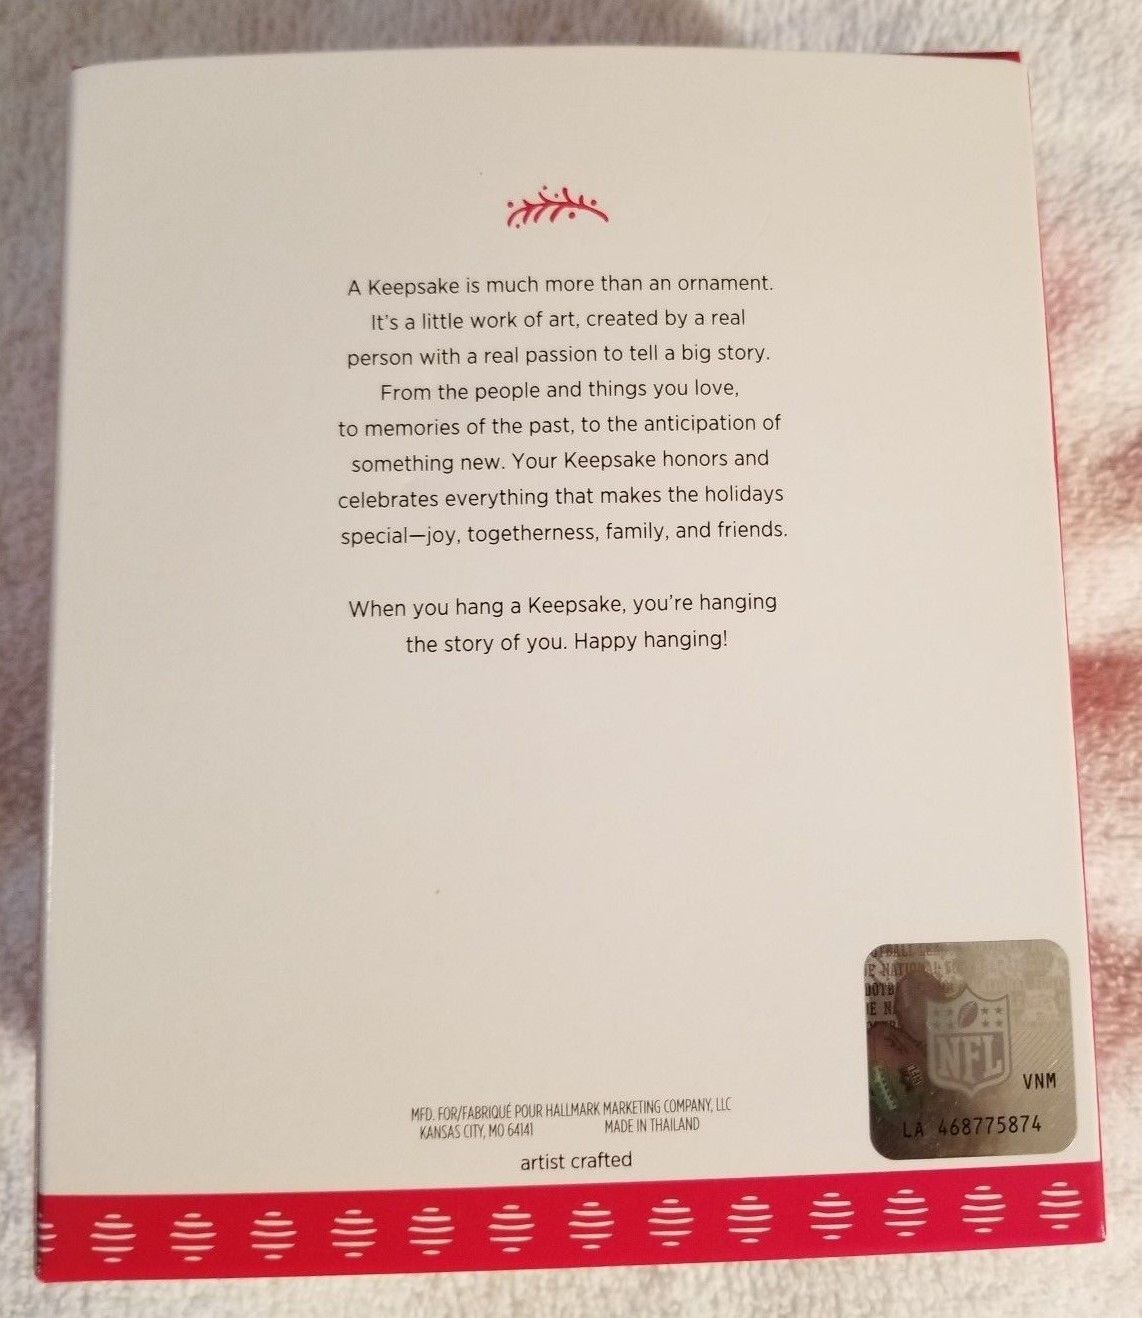 A Keepsake is much more than an ornament.
It's a little work of art, created by a real
person with a real passion to tell a big story.
From the people and things you love,
to memories of the past, to the anticipation of
something new. Your Keepsake honors and
celebrates everything that makes the holidays
special—joy, togetherness, family, and friends.
When you hang a Keepsake, you're hanging
the story of you. Happy hanging!
MFD. FOR/FABRIQUÉ POUR HALLMARK MARKETING COMPANY, LLC
KANSAS CITY, MO 64141 MADE IN THAILAND
artist crafted
NFL
VNM
LA 468775874